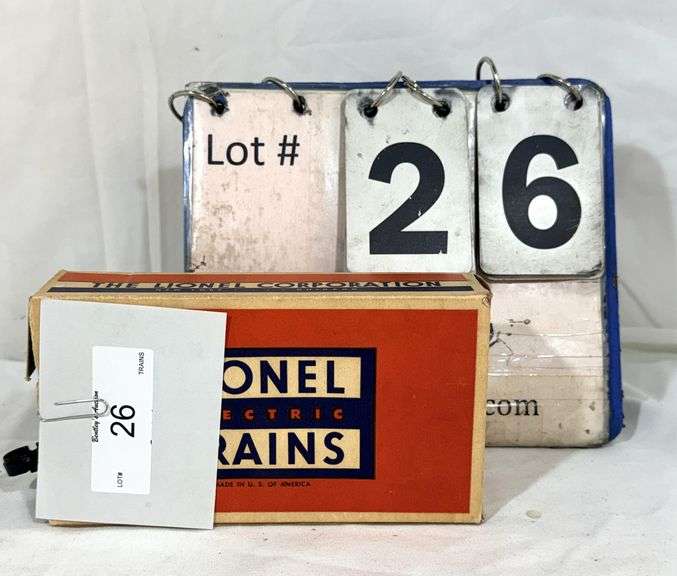 Lot # 26
.com
THE LIONEL CORPORATION
ONEL
ECTRIC
RAINS
MADE IN U. S. OF AMERICA
TRAINS
26
LOT#